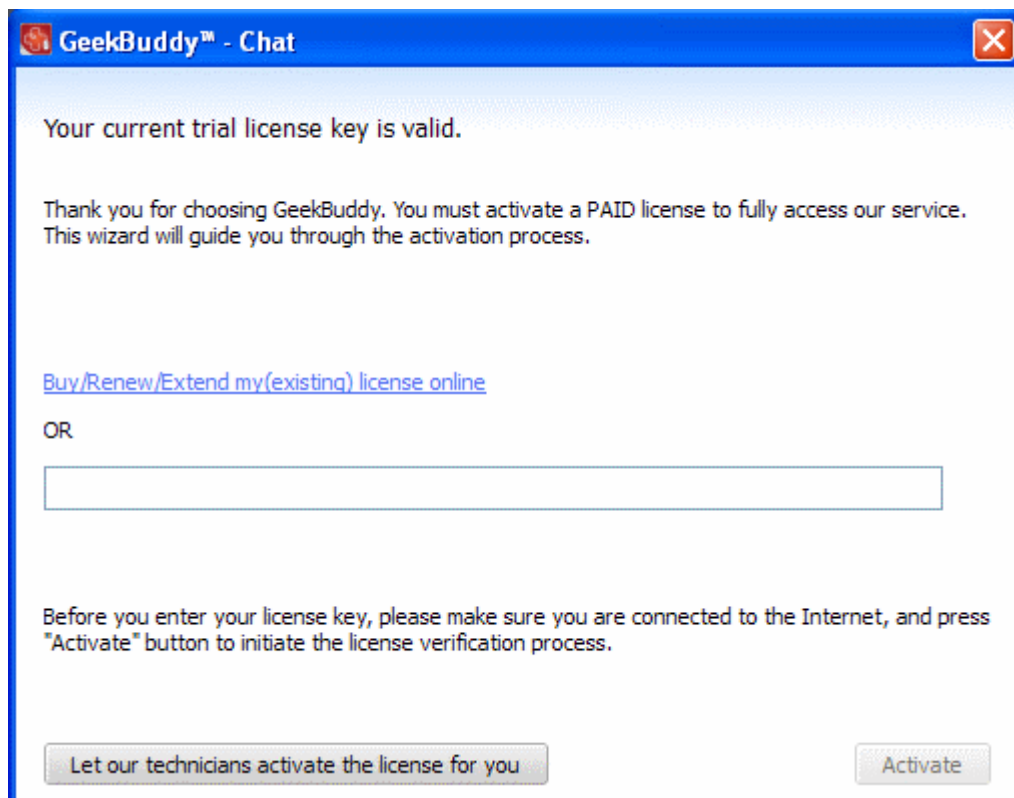 GeekBuddy™ - Chat
Your current trial license key is valid.
Thank you for choosing GeekBuddy. You must activate a PAID license to fully access our service.
This wizard will guide you through the activation process.
Buy/Renew/Extend my(existing) license online
OR
Before you enter your license key, please make sure you are connected to the Internet, and press
"Activate" button to initiate the license verification process.
Let our technicians activate the license for you
Activate